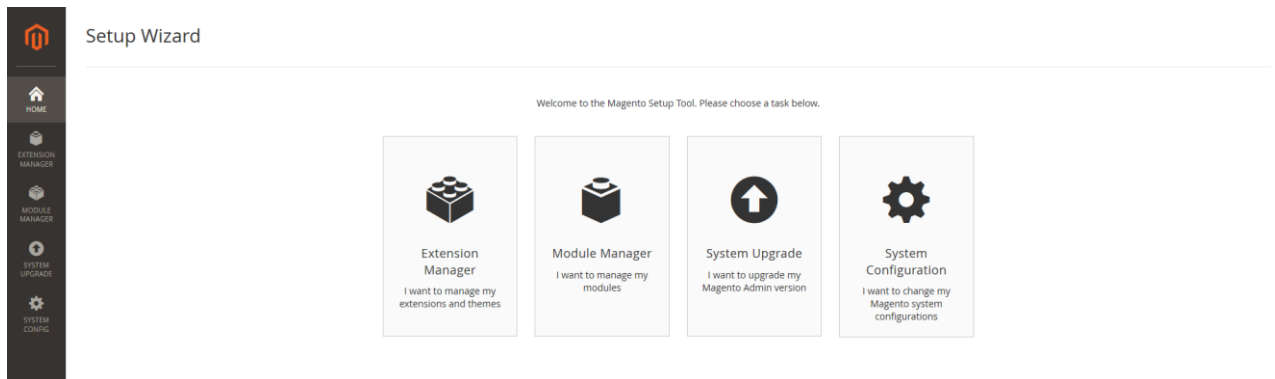 Setup Wizard
HOME
EXTENSION
MANAGER
MODULE
MANAGER
SYSTEM
UPGRADE
SYSTEM
CONFIG
Welcome to the Magento Setup Tool. Please choose a task below.
Extension
Manager
I want to manage my
extensions and themes
Module Manager
I want to manage my
modules
System Upgrade
I want to upgrade my
Magento Admin version
System
Configuration
I want to change my
Magento system
configurations